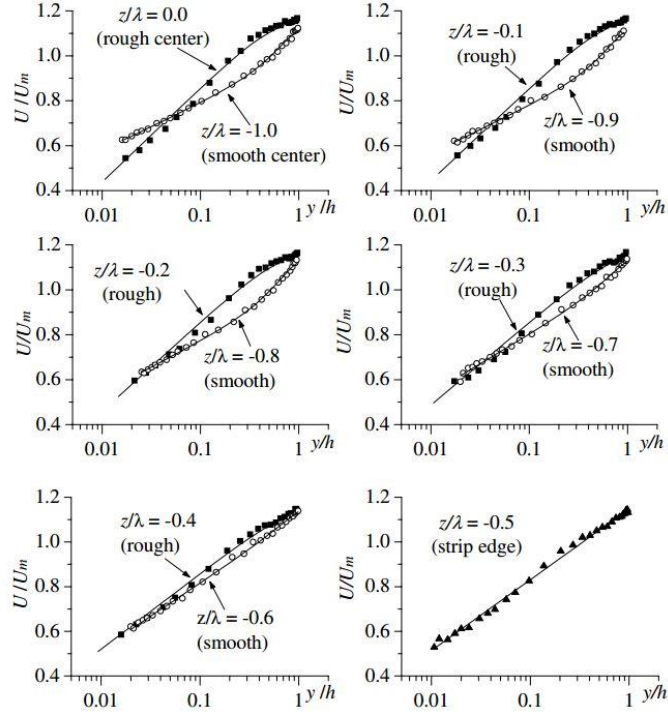 1.2
z/λ = 0.0
(rough center)
1.0
U/Um
0.8
z/λ = -1.0
(smooth center)
0.6
0.4
0.01 0.1 1 y/h
1.2
z/λ = -0.1
(rough)
1.0
U/Um
0.8
z/λ = -0.9
(smooth)
0.6
0.4
0.01 0.1 1 y/h
1.2
z/λ = -0.2
(rough)
1.0
U/Um
0.8
z/λ = -0.8
(smooth)
0.6
0.4
0.01 0.1 1 y/h
1.2
z/λ = -0.3
(rough)
1.0
U/Um
0.8
z/λ = -0.7
(smooth)
0.6
0.4
0.01 0.1 1 y/h
1.2
z/λ = -0.4
(rough)
1.0
U/Um
0.8
z/λ = -0.6
(smooth)
0.6
0.4
0.01 0.1 1 y/h
1.2
z/λ = -0.5
(strip edge)
1.0
U/Um
0.8
0.6
0.4
0.01 0.1 1 y/h